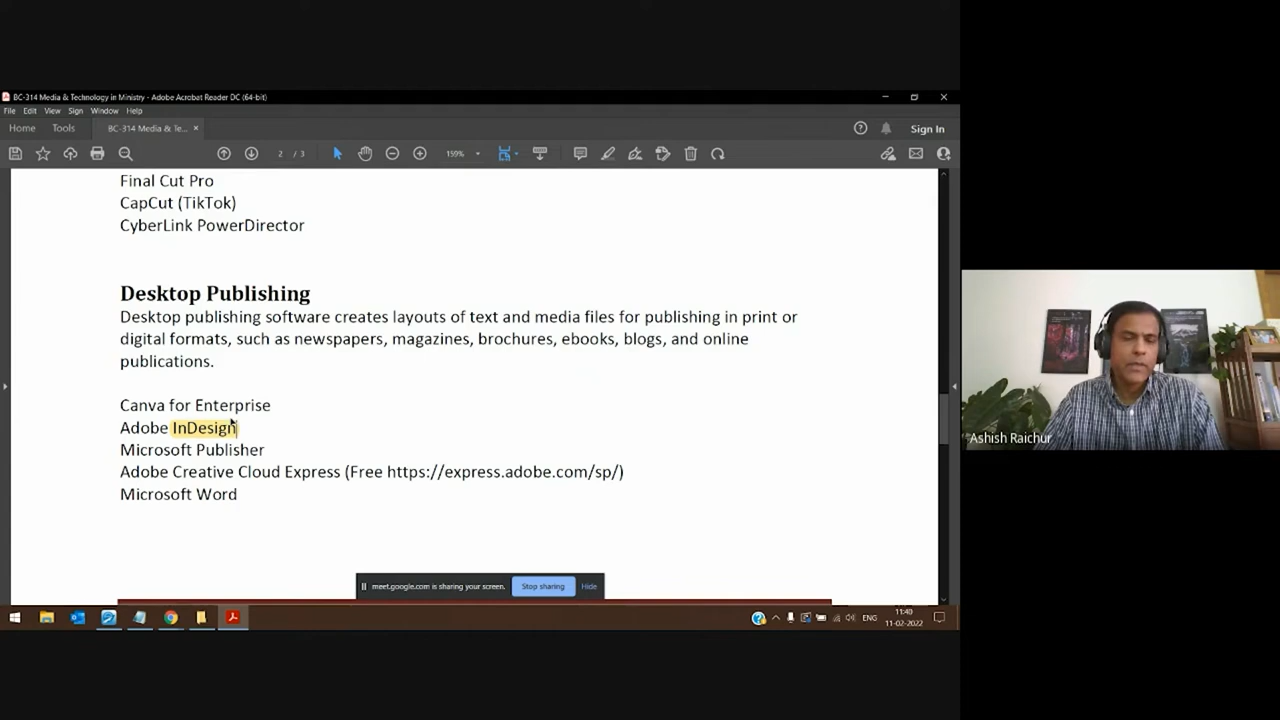 BC-314 Media & Technology in Ministry - Adobe Acrobat Reader DC (64-bit)
File Edit View Sign Window Help
Home Tools BC-314 Media & Te... × Sign In
2 / 3 159%
Final Cut Pro
CapCut (TikTok)
CyberLink PowerDirector
Desktop Publishing
Desktop publishing software creates layouts of text and media files for publishing in print or
digital formats, such as newspapers, magazines, brochures, ebooks, blogs, and online
publications.
Canva for Enterprise
Adobe InDesign
Microsoft Publisher
Adobe Creative Cloud Express (Free https://express.adobe.com/sp/)
Microsoft Word
meet.google.com is sharing your screen. Stop sharing Hide
ENG
11:40
11-02-2022
Ashish Raichur